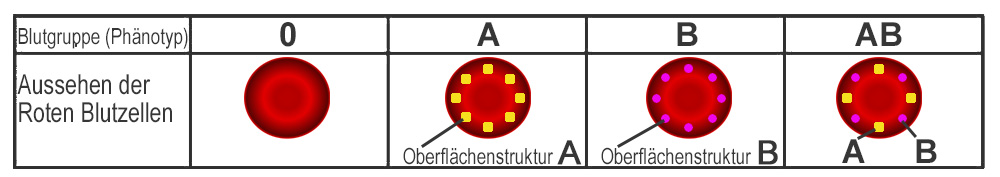 Blutgruppe (Phänotyp) 0 A B AB
Aussehen der
Roten Blutzellen
Oberflächenstruktur A
Oberflächenstruktur B
A B